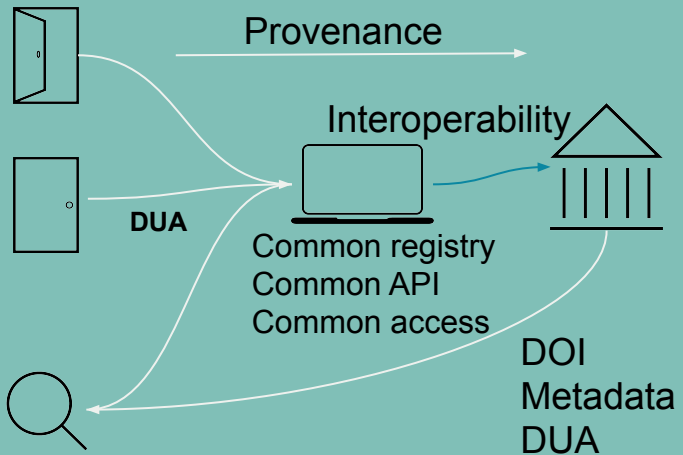 Provenance
Interoperability
DUA
Common registry
Common API
Common access
DOI
Metadata
DUA